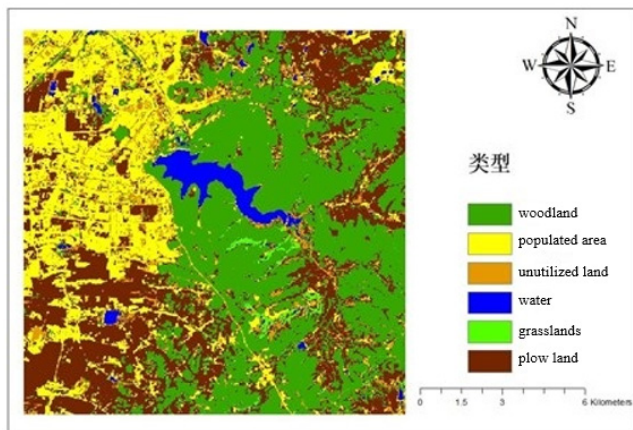 N
W E
S
类型
woodland
populated area
unutilized land
water
grasslands
plow land
0 1.5 3 6 Kilometers